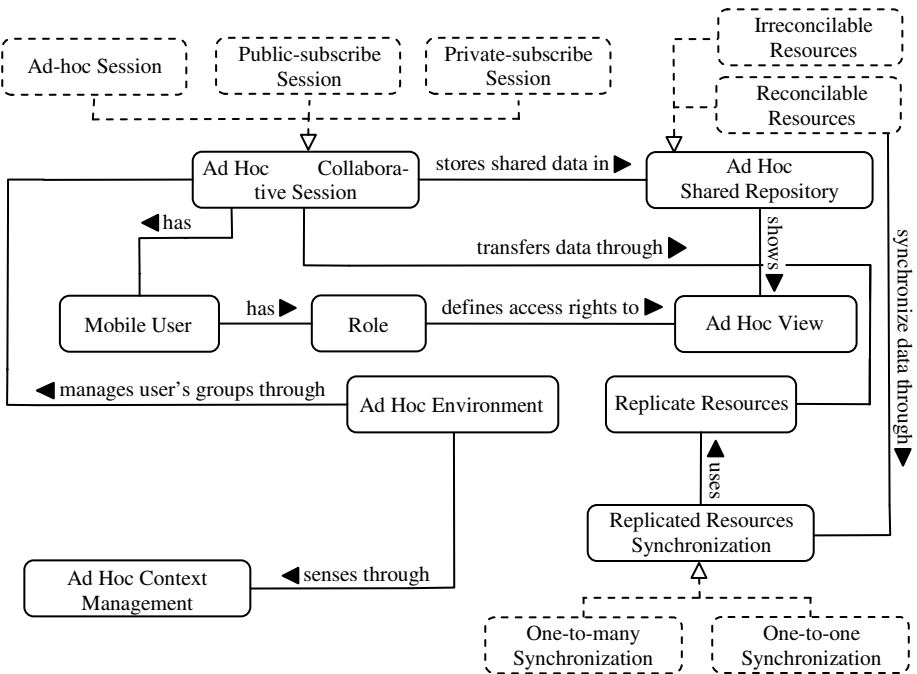 Irreconcilable
Resources
Ad-hoc Session
Public-subscribe
Session
Private-subscribe
Session
Reconcilable
Resources
Ad Hoc Collabora-
tive Session
stores shared data in
Ad Hoc
Shared Repository
has
transfers data through
shows
synchronize data through
Mobile User
has
Role
defines access rights to
Ad Hoc View
manages user's groups through
Ad Hoc Environment
Replicate Resources
uses
Replicated Resources
Synchronization
Ad Hoc Context
Management
senses through
One-to-many
Synchronization
One-to-one
Synchronization